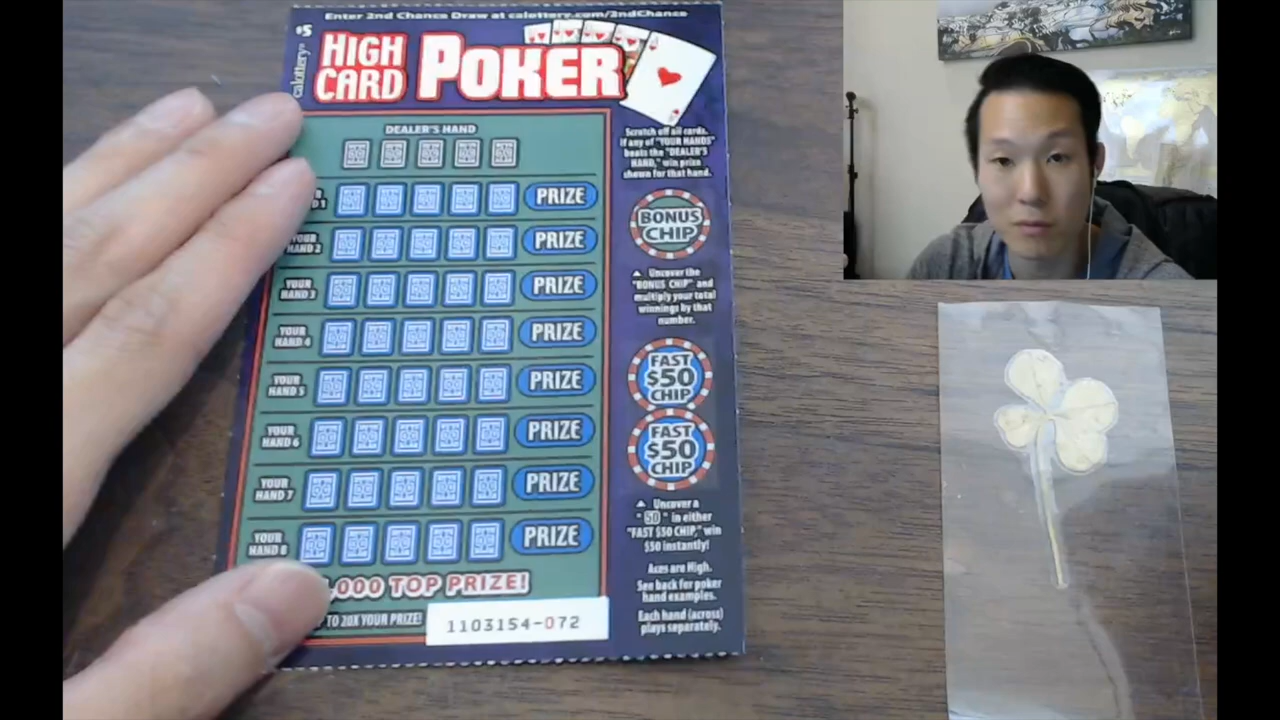 Enter 2nd Chance Draw at calottery.com/2ndChance
$5
calottery
HIGH CARD
POKER
DEALER'S HAND
Scratch off all cards.
If any of "YOUR HANDS"
beats the "DEALER'S
HAND," win prize
shown for that hand.
PRIZE
YOUR HAND 2
PRIZE
YOUR HAND 3
PRIZE
YOUR HAND 4
PRIZE
YOUR HAND 5
PRIZE
YOUR HAND 6
PRIZE
YOUR HAND 7
PRIZE
YOUR HAND 8
PRIZE
BONUS
CHIP
Uncover the
"BONUS CHIP" and
multiply your total
winnings by that
number.
FAST
$50
CHIP
FAST
$50
CHIP
Uncover a
"50" in either
"FAST $50 CHIP," win
$50 instantly!
Aces are High.
See back for poker
hand examples.
Each hand (across)
plays separately.
,000 TOP PRIZE!
TO 20X YOUR PRIZE!
1103154-072